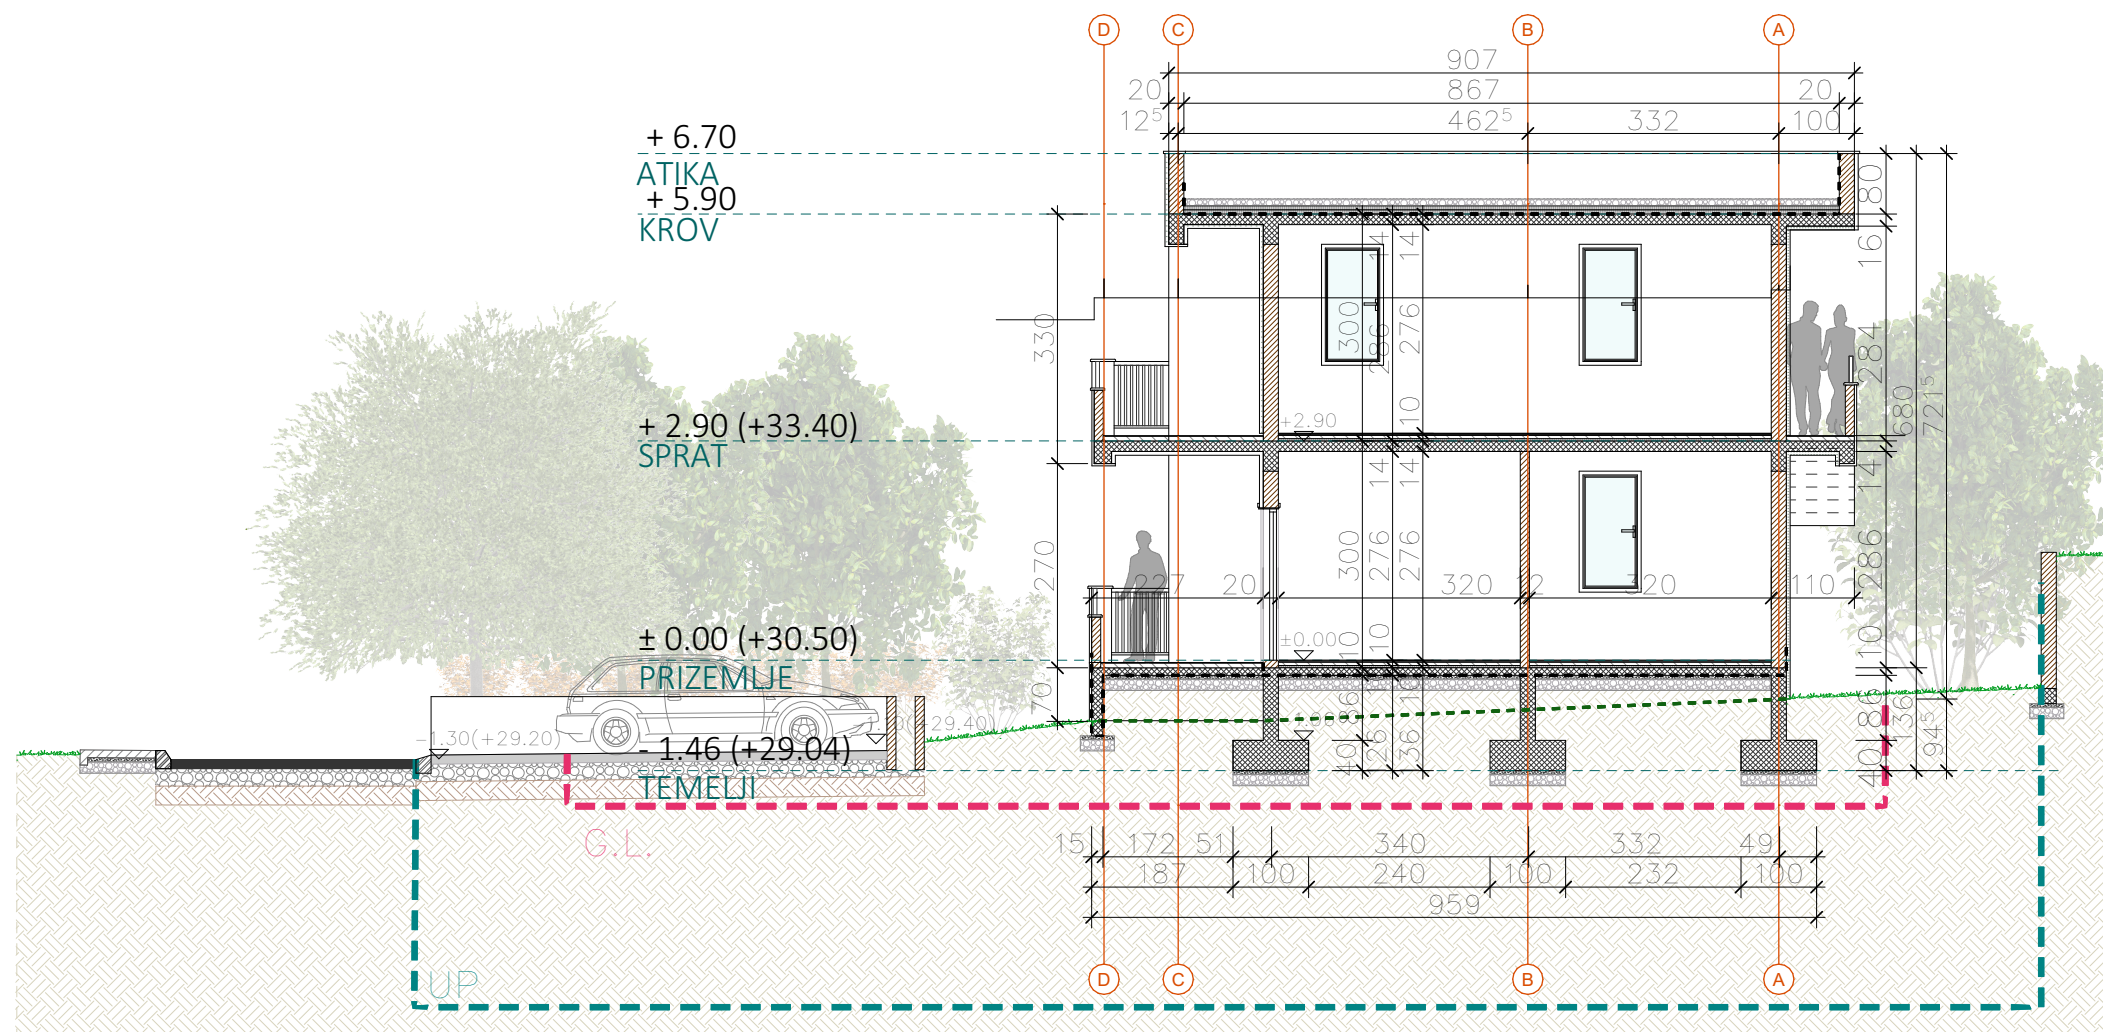 D C B A
907
20 867 20
12⁵ 462⁵ 332 100
+ 6.70
ATIKA
+ 5.90
KROV
80
16
14 14
330
300 286 276
284
680
721⁵
+ 2.90 (+33.40)
SPRAT
+2.90
10
14 14
14
270
300 276 276
286
227 20 320 12 320 110
± 0.00 (+30.50)
PRIZEMLJE
±0.00
10 10
10
70
-1.30(+29.20)
- 1.46 (+29.04)
TEMELJI
86
40
26
36
10
86
40
136
94⁵
G.L.
15 172 51 340 332 49
187 100 240 100 232 100
959
UP
D C B A